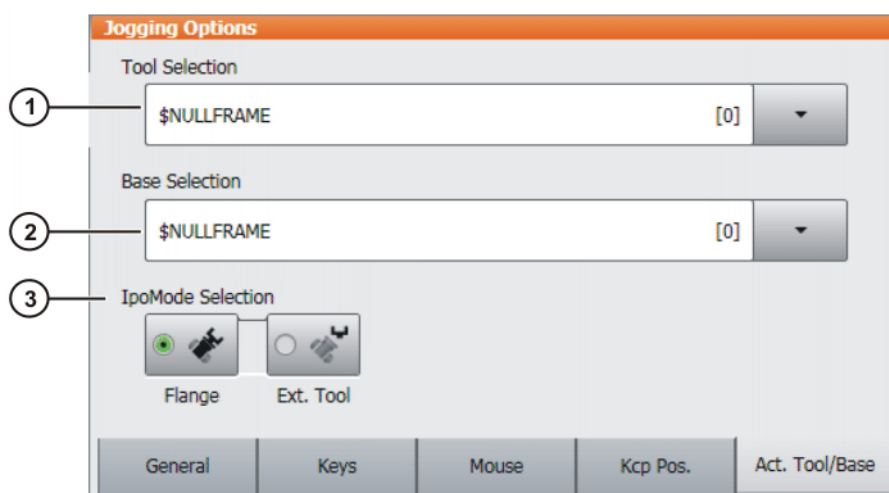 Jogging Options
Tool Selection
1
$NULLFRAME [0]
Base Selection
2
$NULLFRAME [0]
3
IpoMode Selection
Flange Ext. Tool
General Keys Mouse Kcp Pos. Act. Tool/Base